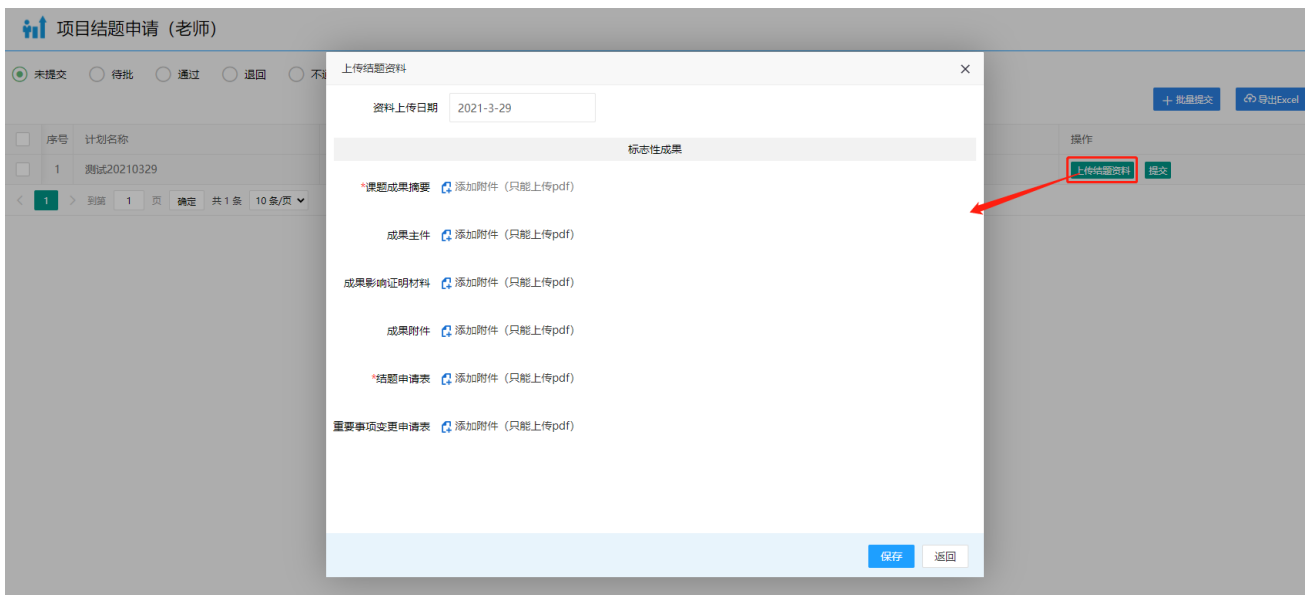 项目结题申请（老师）
未提交 待批 通过 退回
批量提交 导出Excel
序号 计划名称 操作
1 测试20210329 上传结题资料 提交
1 到第 1 页 确定 共1条 10条/页
上传结题资料
资料上传日期 2021-3-29
标志性成果
*课题成果摘要 添加附件（只能上传pdf）
成果主件 添加附件（只能上传pdf）
成果影响证明材料 添加附件（只能上传pdf）
成果附件 添加附件（只能上传pdf）
*结题申请表 添加附件（只能上传pdf）
重要事项变更申请表 添加附件（只能上传pdf）
保存 返回